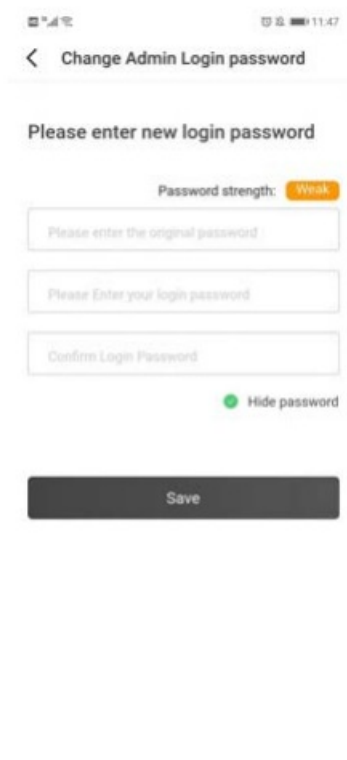 11:47
Change Admin Login password
Please enter new login password
Password strength: Weak
Please enter the original password
Please Enter your login password
Confirm Login Password
Hide password
Save